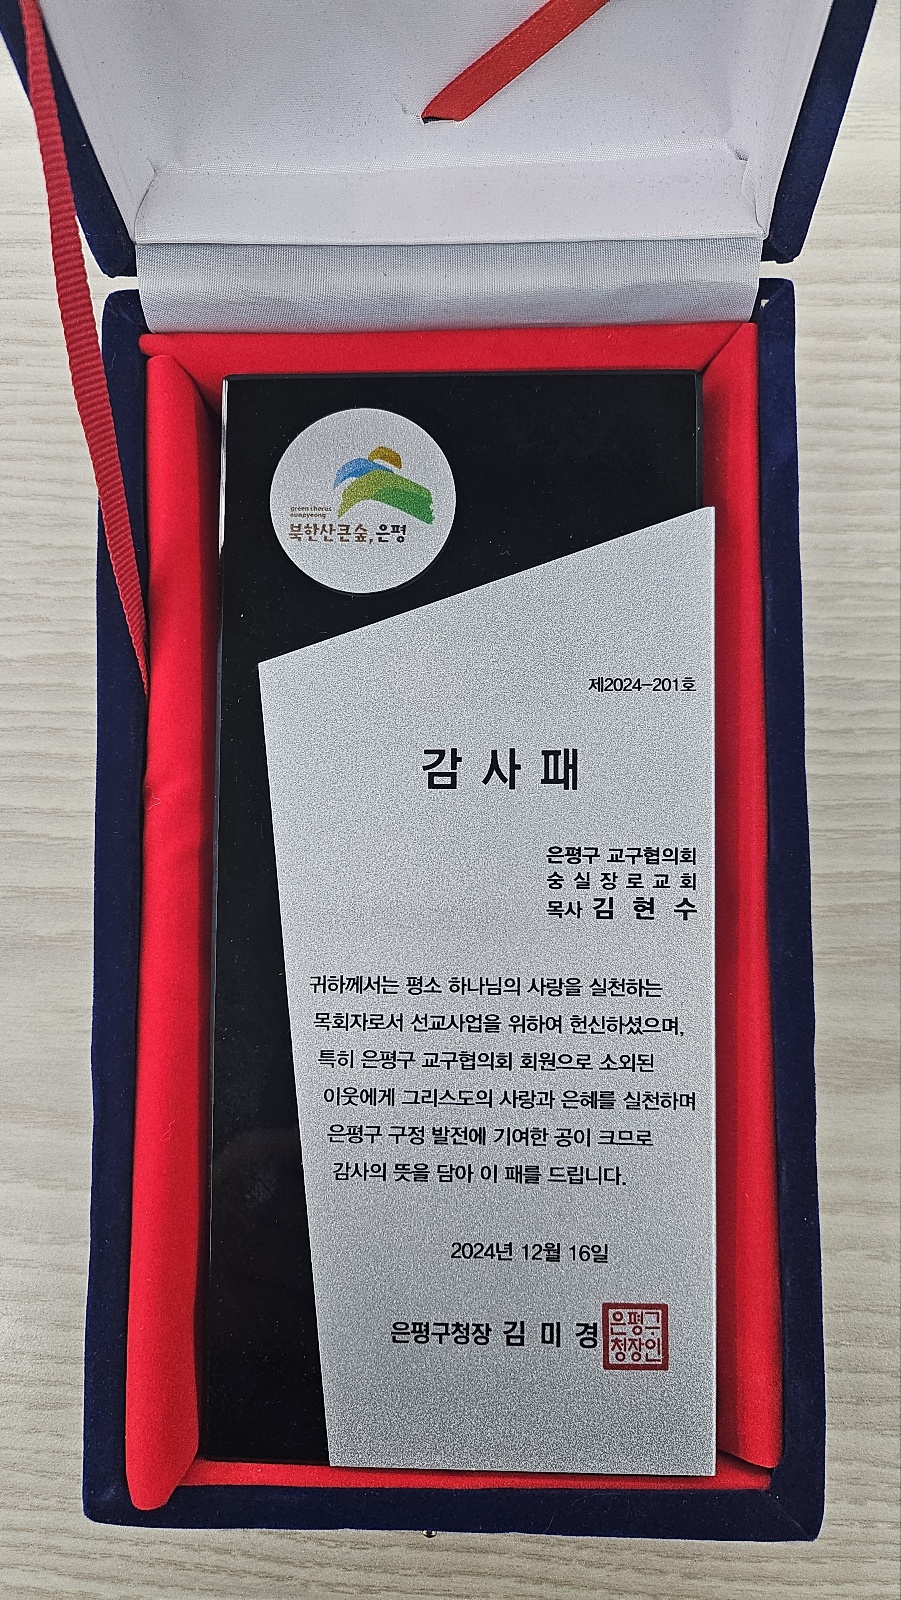 green chorus
eunpyeong
북한산큰숲,은평
제2024-201호
감 사 패
은평구 교구협의회
숭 실 장 로 교 회
목사 김 현 수
귀하께서는 평소 하나님의 사랑을 실천하는
목회자로서 선교사업을 위하여 헌신하셨으며,
특히 은평구 교구협의회 회원으로 소외된
이웃에게 그리스도의 사랑과 은혜를 실천하며
은평구 구정 발전에 기여한 공이 크므로
감사의 뜻을 담아 이 패를 드립니다.
2024년 12월 16일
은평구청장 김 미 경
은평구
청장인